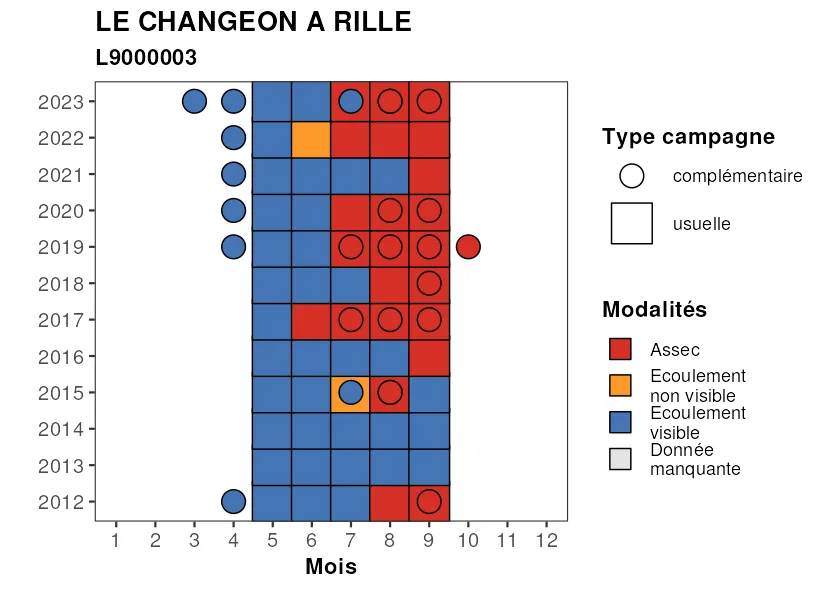 LE CHANGEON A RILLE
L9000003
2023
2022
2021
2020
2019
2018
2017
2016
2015
2014
2013
2012
1 2 3 4 5 6 7 8 9 10 11 12
Mois
Type campagne
complémentaire
usuelle
Modalités
Assec
Ecoulement
non visible
Ecoulement
visible
Donnée
manquante